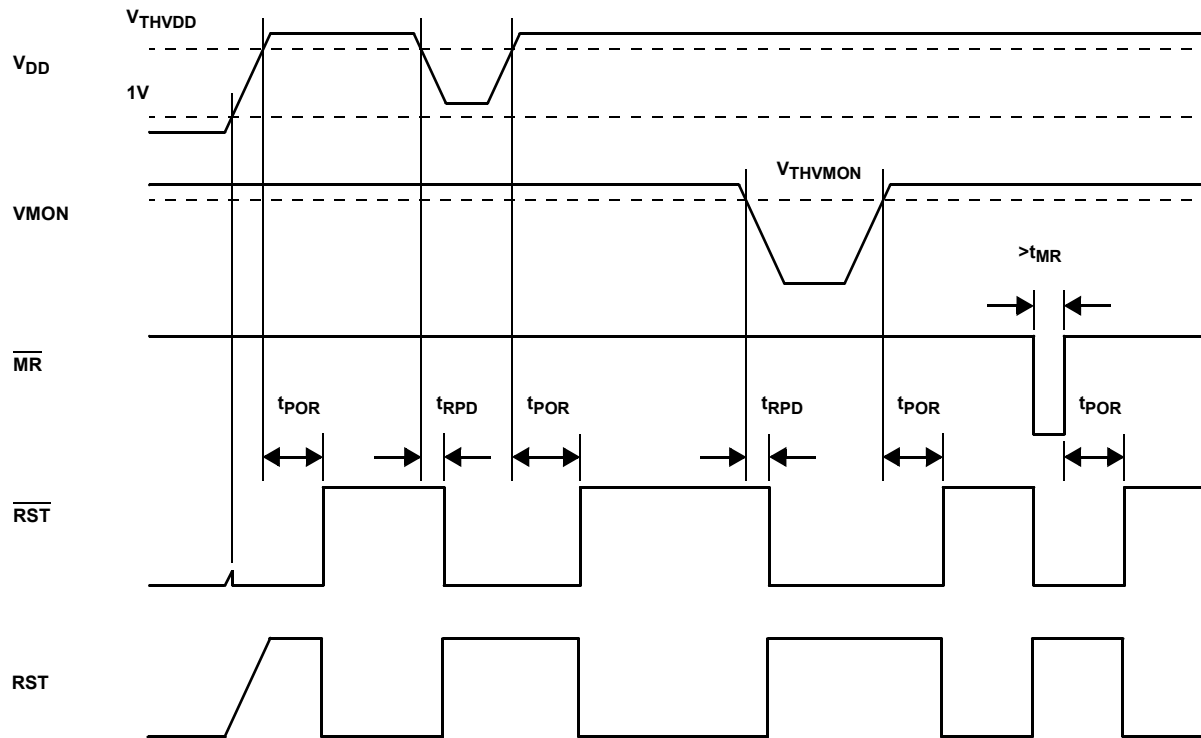 VTHVDD
VDD
1V
VTHVMON
VMON
>tMR
MR
tPOR
tRPD
tPOR
tRPD
tPOR
tPOR
RST
RST